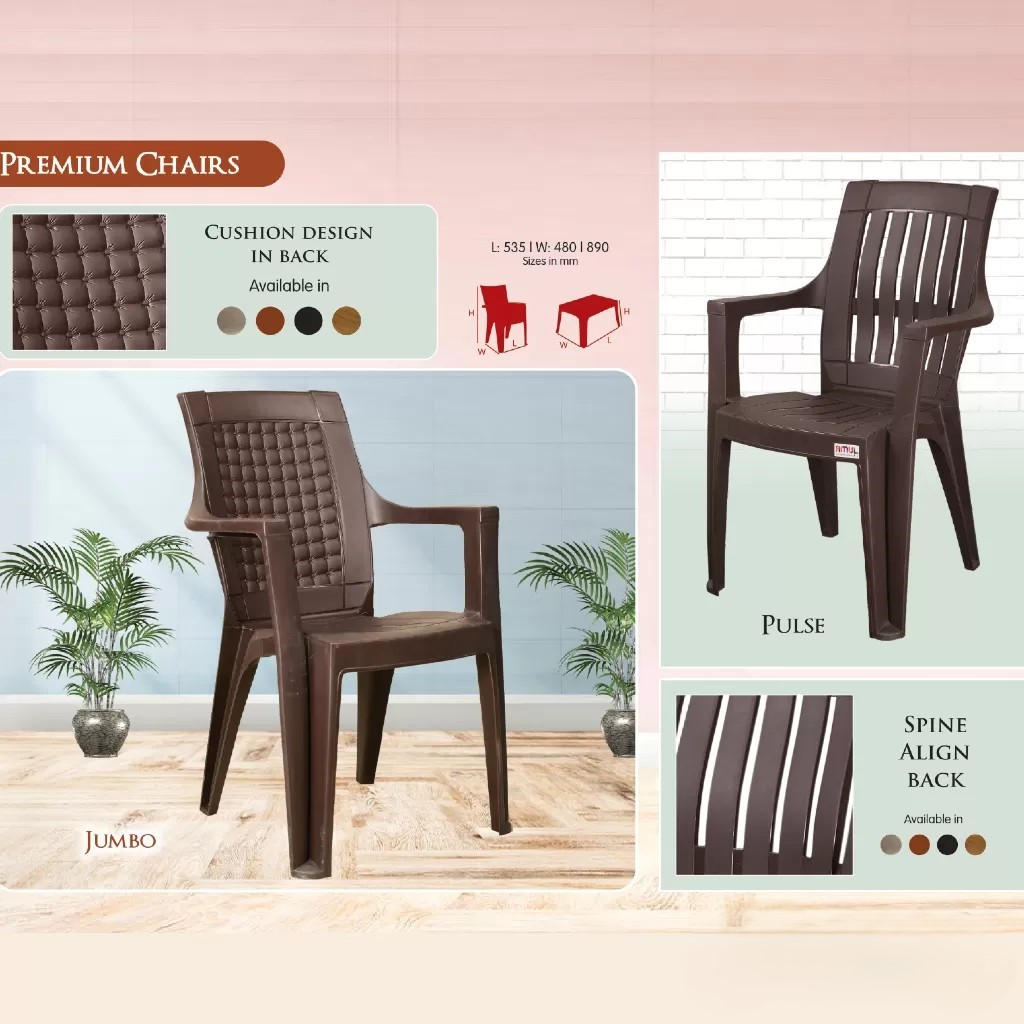 Premium Chairs
Cushion design
in back
Available in
L: 535 | W: 480 | 890
Sizes in mm
H
W
L
W
L
H
AMUL
Pulse
Jumbo
Spine
Align
back
Available in